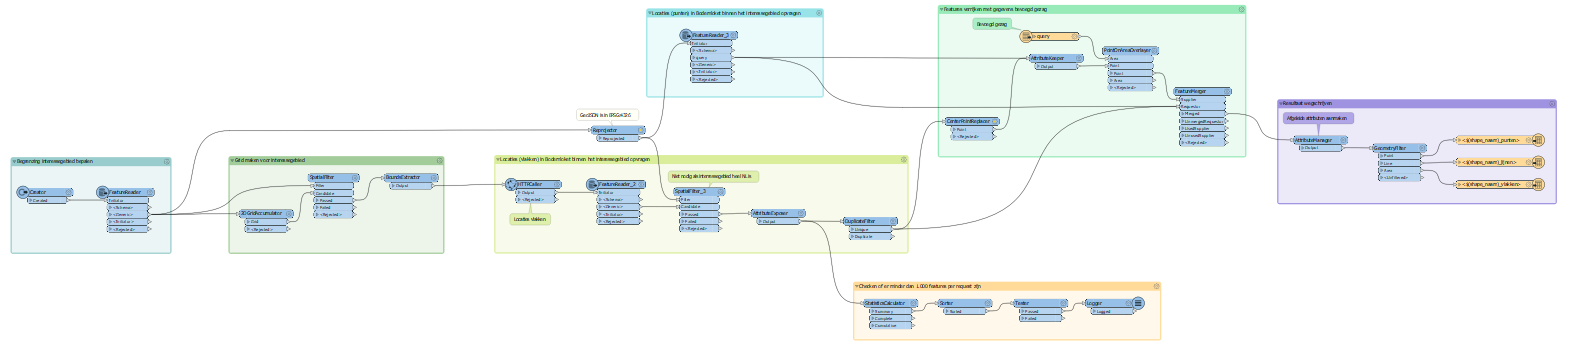 Begrenzing interessegebied bepalen
Creator
Created
FeatureReader
Initiator
<Schema>
<Generic>
<Initiator>
<Rejected>
Grid maken voor interessegebied
2DGridAccumulator
Grid
<Rejected>
SpatialFilter
Filter
Candidate
Passed
Failed
<Rejected>
BoundsExtractor
Output
Locaties (punten) in Bodemloket binnen het interessegebied opvragen
FeatureReader_3
Initiator
<Schema>
query
<Generic>
<Initiator>
<Rejected>
GeoJSON is in EPSG:4326
Reprojector
Reprojected
Locaties (vlakken) in Bodemloket binnen het interessegebied opvragen
HTTPCaller
Output
<Rejected>
Locaties vlakken
FeatureReader_2
Initiator
<Schema>
<Generic>
<Initiator>
<Rejected>
Niet nodig als interessegebied heel NL is
SpatialFilter_3
Filter
Candidate
Passed
Failed
<Rejected>
AttributeExposer
Output
DuplicateFilter
Unique
Duplicate
Features verrijken met gegevens bevoegd gezag
Bevoegd gezag
query
AttributeKeeper
Output
PointOnAreaOverlayer
Area
Point
Point
Area
<Rejected>
CenterPointReplacer
Point
<Rejected>
FeatureMerger
Supplier
Requestor
Merged
UnmergedRequestor
UsedSupplier
UnusedSupplier
<Rejected>
Resultaat wegschrijven
Afgeleide attributen aanmaken
AttributeManager
Output
GeometryFilter
Point
Line
Area
<Unfiltered>
<$(shape_naam)_punten>
<$(shape_naam)_lijnen>
<$(shape_naam)_vlakken>
Checken of er minder dan 1.000 features per request zijn
StatisticsCalculator
Summary
Complete
Cumulative
Sorter
Sorted
Tester
Passed
Failed
Logger
Logged